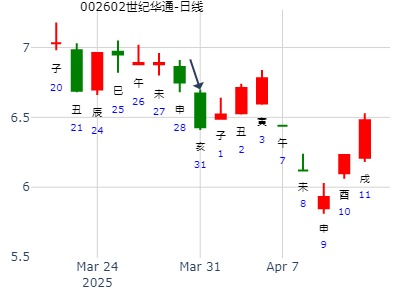 002602世纪华通-日线
7
6.5
6
5.5
子
20
丑
21
辰
24
巳
25
午
26
未
27
申
28
亥
31
子
1
丑
2
寅
3
午
7
未
8
申
9
酉
10
戌
11
Mar 24
2025
Mar 31
Apr 7